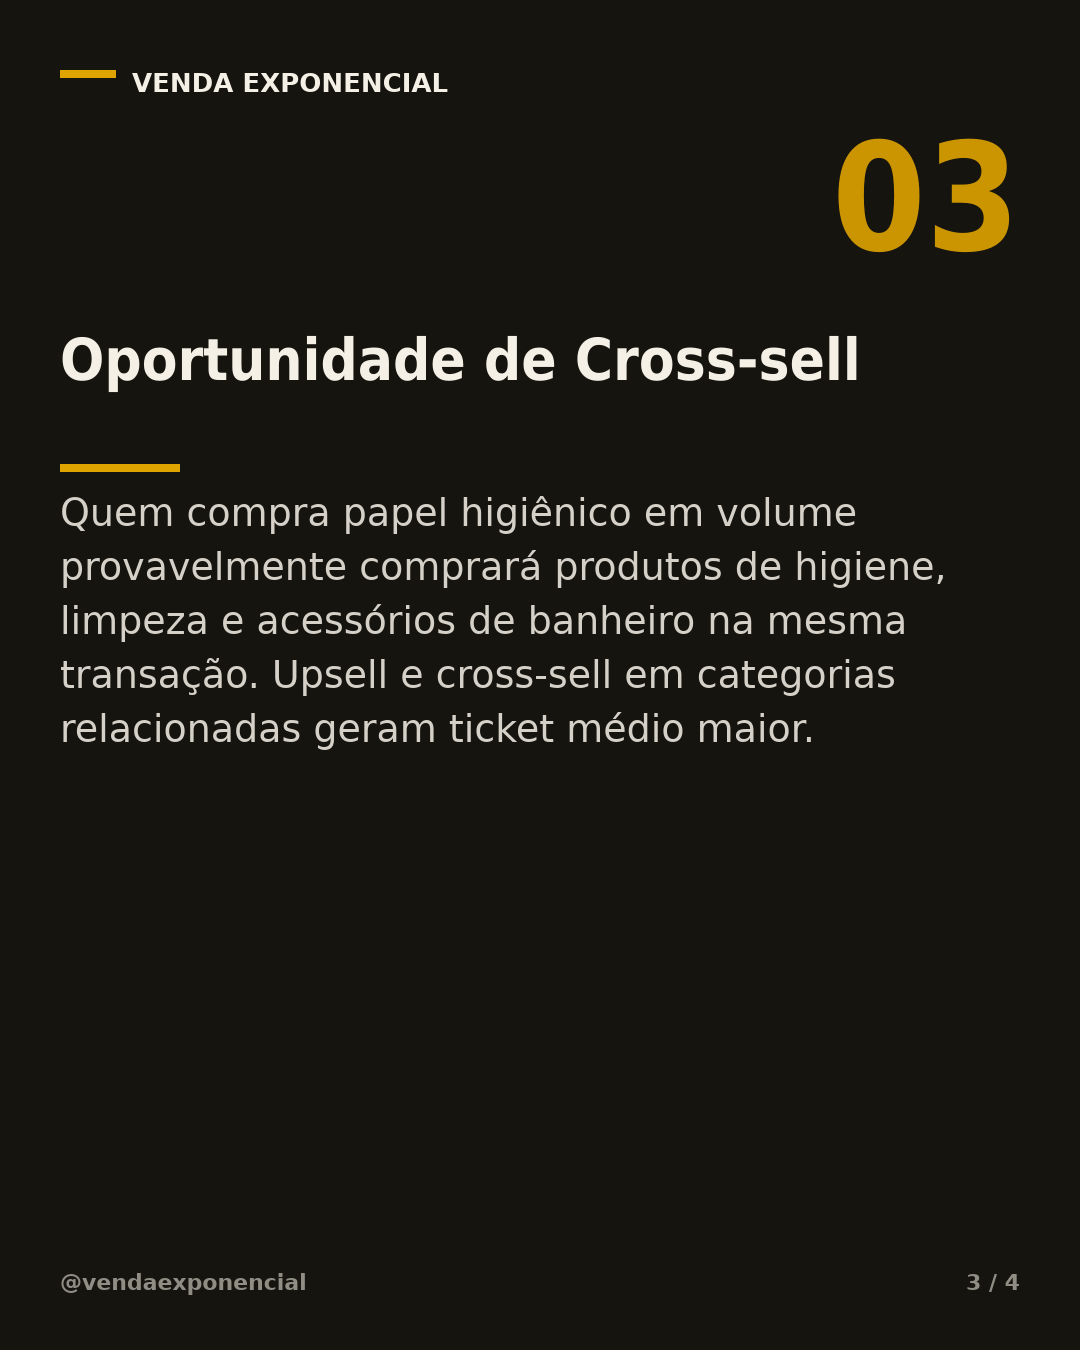 VENDA EXPONENCIAL
03
Oportunidade de Cross-sell
Quem compra papel higiênico em volume
provavelmente comprará produtos de higiene,
limpeza e acessórios de banheiro na mesma
transação. Upsell e cross-sell em categorias
relacionadas geram ticket médio maior.
@vendaexponencial
3 / 4